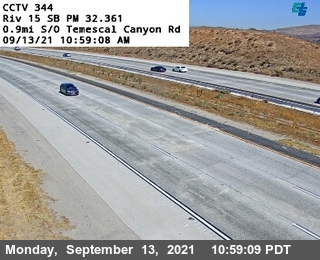 CCTV 344
Riv 15 SB PM 32.361
0.9mi S/O Temescal Canyon Rd
09/13/21 10:59:08 AM
Monday, September 13, 2021 10:59:09 PDT